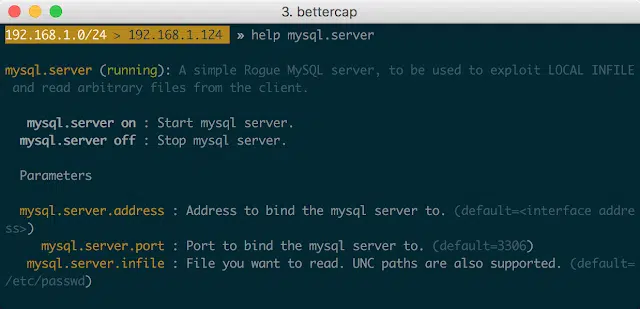 3. bettercap
192.168.1.0/24 > 192.168.1.124 » help mysql.server
mysql.server (running): A simple Rogue MySQL server, to be used to exploit LOCAL INFILE
and read arbitrary files from the client.
mysql.server on : Start mysql server.
mysql.server off : Stop mysql server.
Parameters
mysql.server.address : Address to bind the mysql server to. (default=<interface addre
ss>)
mysql.server.port : Port to bind the mysql server to. (default=3306)
mysql.server.infile : File you want to read. UNC paths are also supported. (default=
/etc/passwd)